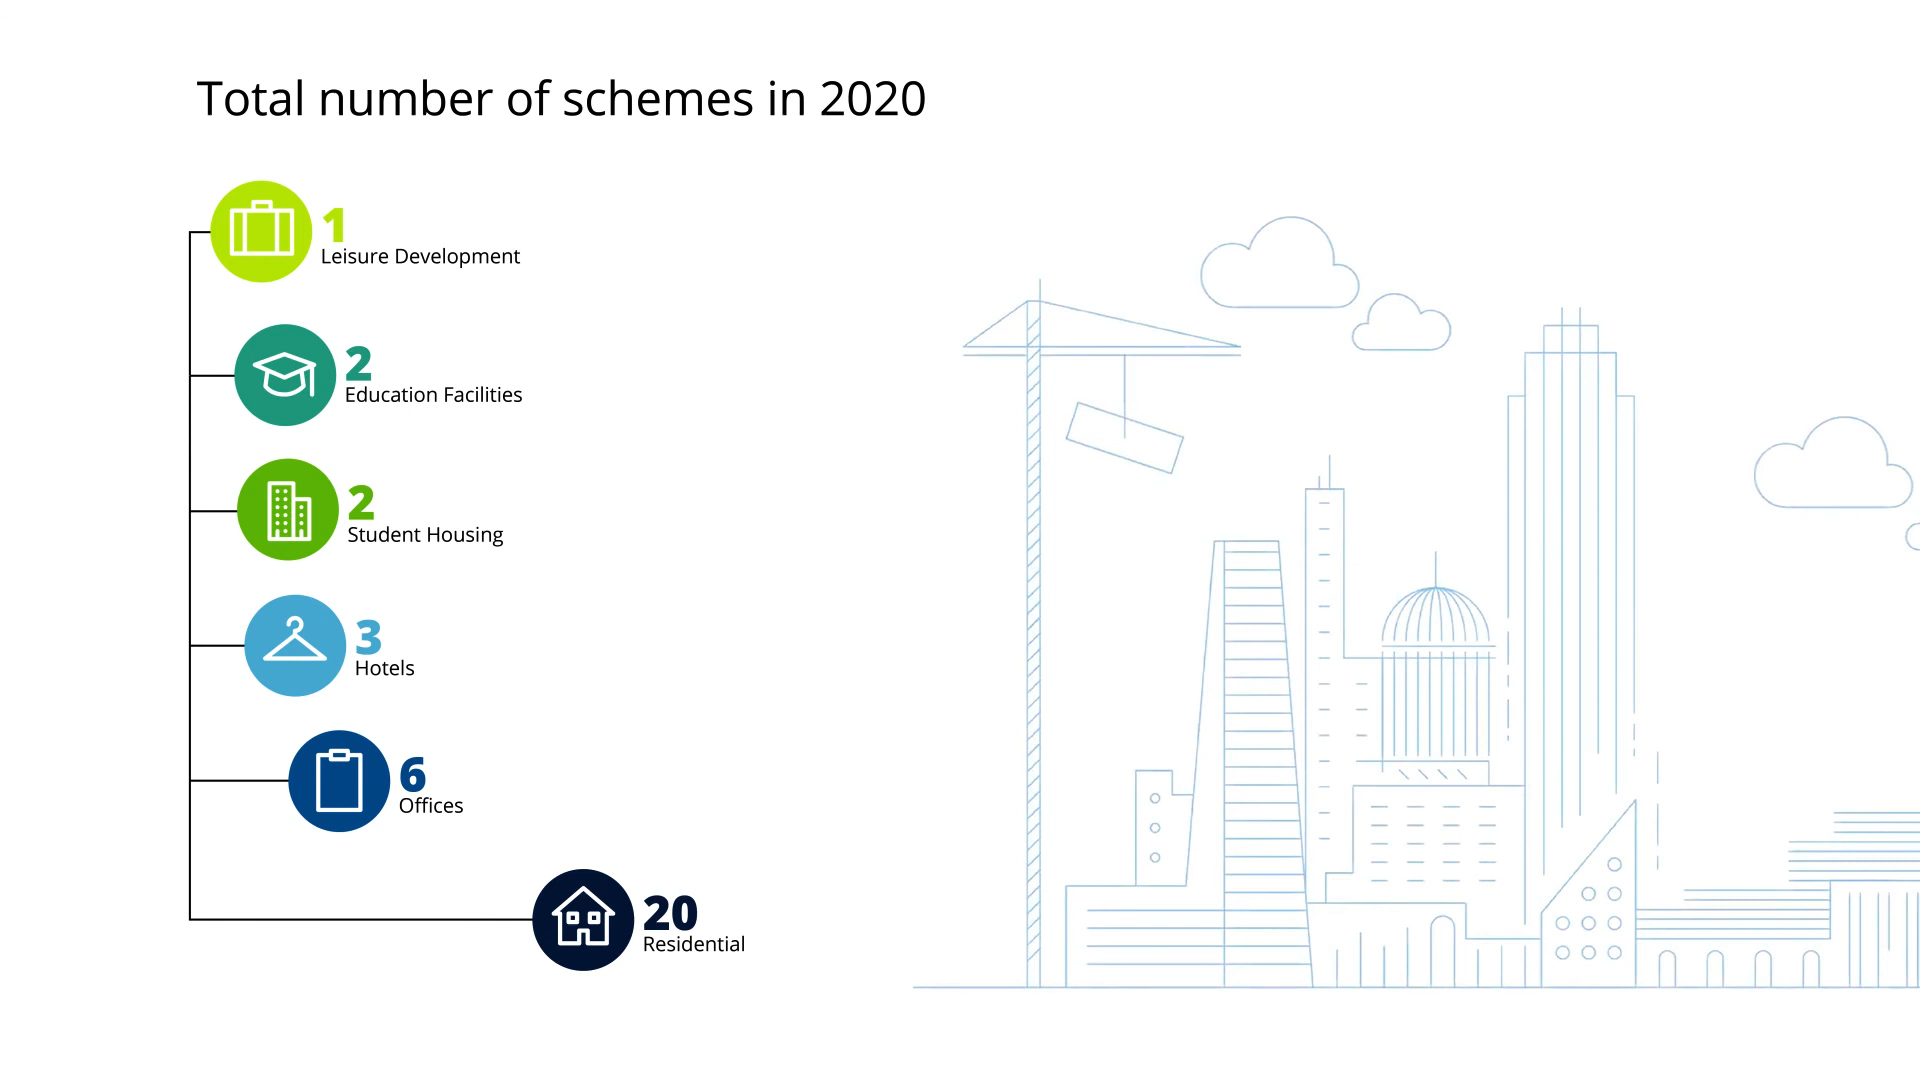 Total number of schemes in 2020
1
Leisure Development
2
Education Facilities
2
Student Housing
3
Hotels
6
Offices
20
Residential